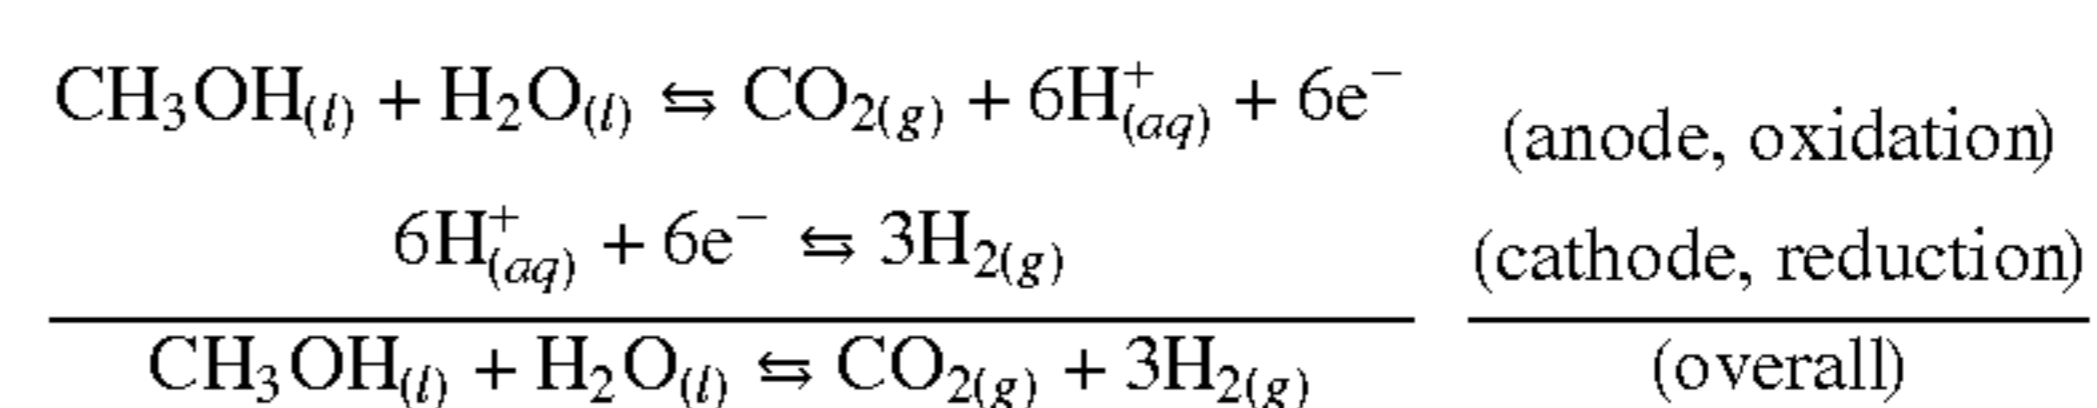 CH₃OH₍l₎ + H₂O₍l₎ ⇆ CO₂(g) + 6H⁺(aq) + 6e⁻ (anode, oxidation)
6H⁺(aq) + 6e⁻ ⇆ 3H₂(g) (cathode, reduction)
CH₃OH(l) + H₂O(l) ⇆ CO₂(g) + 3H₂(g) (overall)